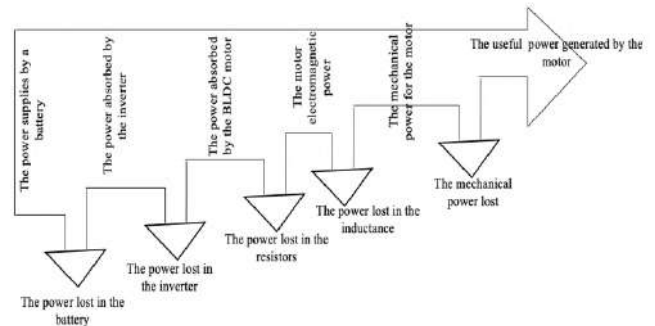 The power supplies by a
battery
The power absorbed by
the inverter
The power absorbed
by the BLDC motor
The motor
electromagnetic
power
The mechanical
power for the motor
The useful power generated by the
motor
The power lost in the
battery
The power lost in
the inverter
The power lost in the
resistors
The power lost in the
inductance
The mechanical
power lost